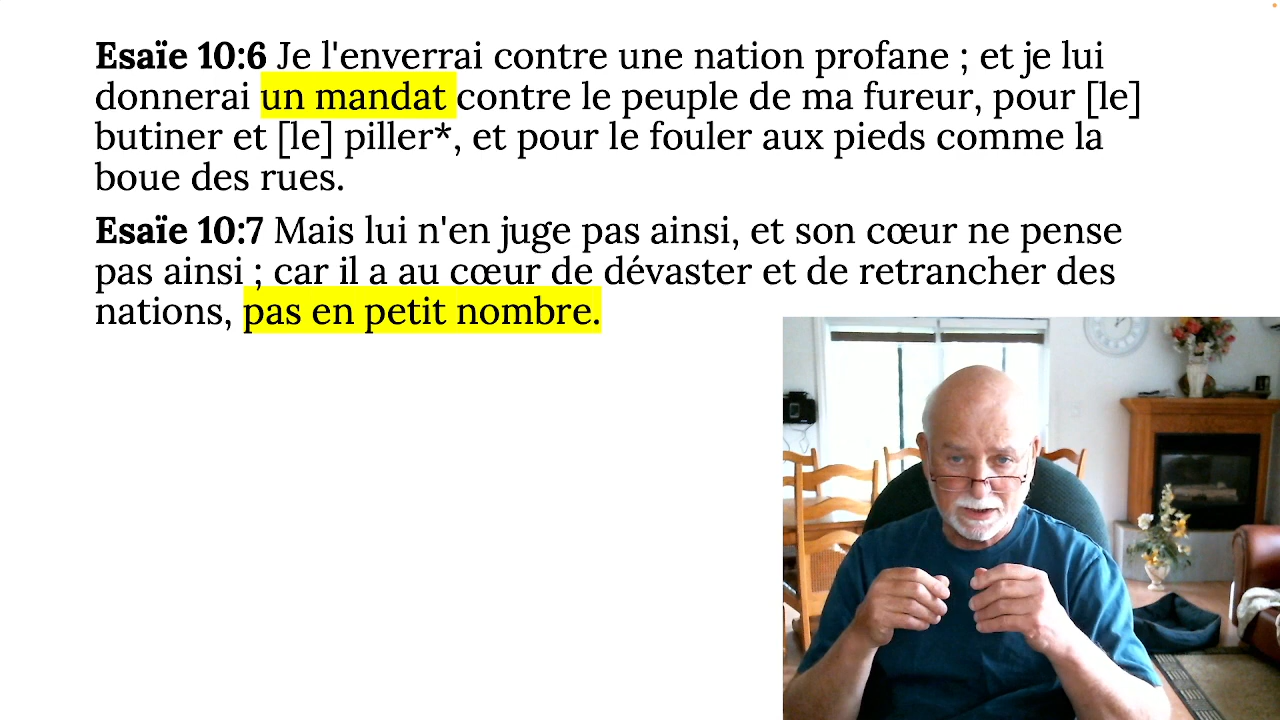 Esaïe 10:6 Je l'enverrai contre une nation profane ; et je lui
donnerai un mandat contre le peuple de ma fureur, pour [le]
butiner et [le] piller*, et pour le fouler aux pieds comme la
boue des rues.
Esaïe 10:7 Mais lui n'en juge pas ainsi, et son cœur ne pense
pas ainsi ; car il a au cœur de dévaster et de retrancher des
nations, pas en petit nombre.